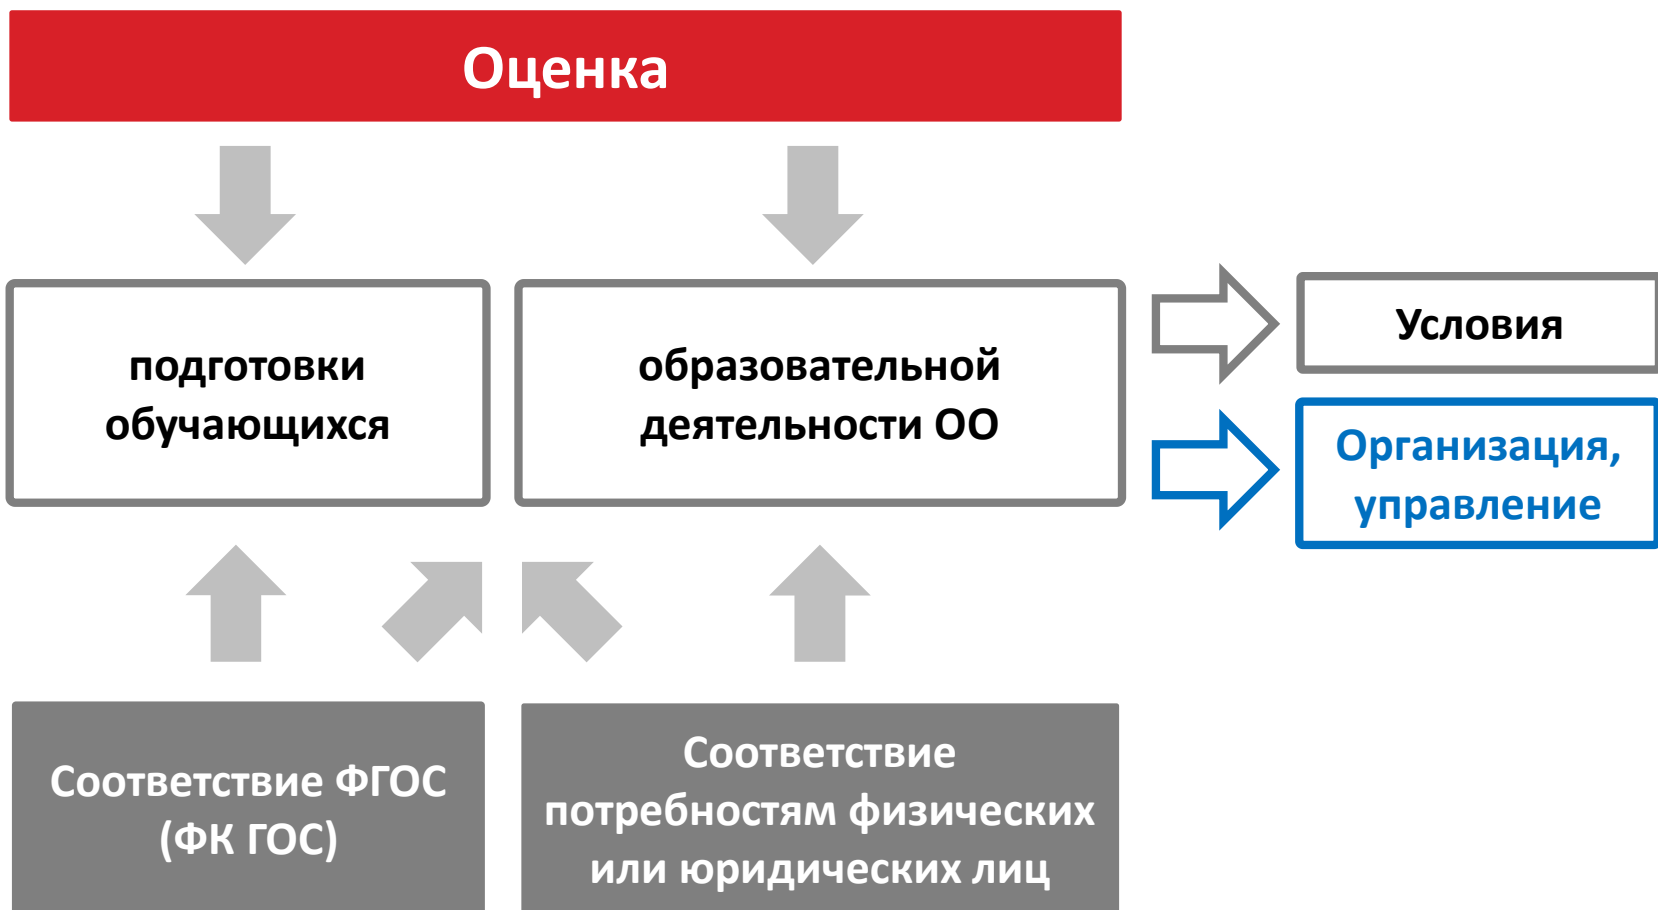 Оценка
подготовки
обучающихся
образовательной
деятельности ОО
Условия
Организация,
управление
Соответствие ФГОС
(ФК ГОС)
Соответствие
потребностям физических
или юридических лиц